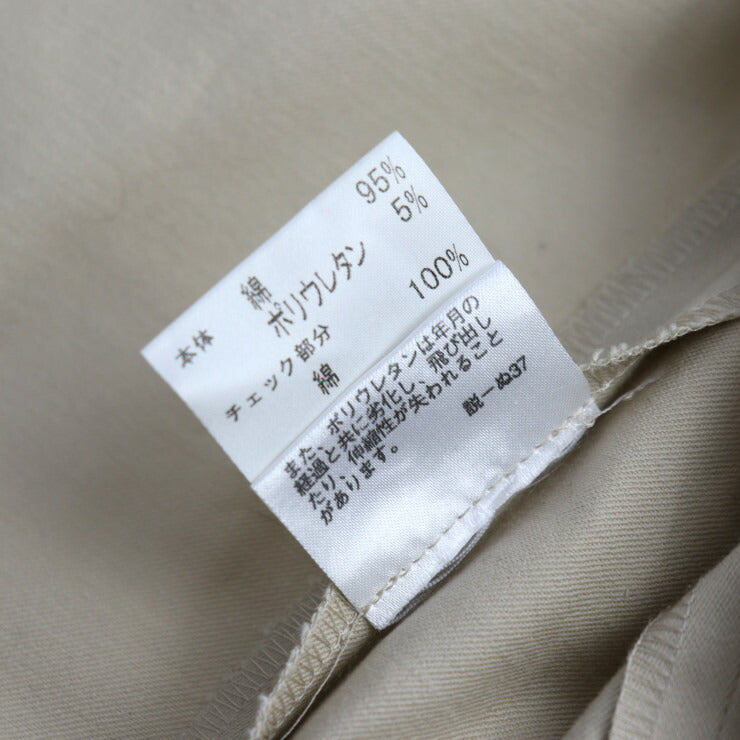 本体 綿 95%
ポリウレタン 5%
チェック部分
綿 100%
また、ポリウレタンは年月の
経過と共に劣化し、飛び出し
たり、伸縮性が失われること
があります。
説ーぬ37